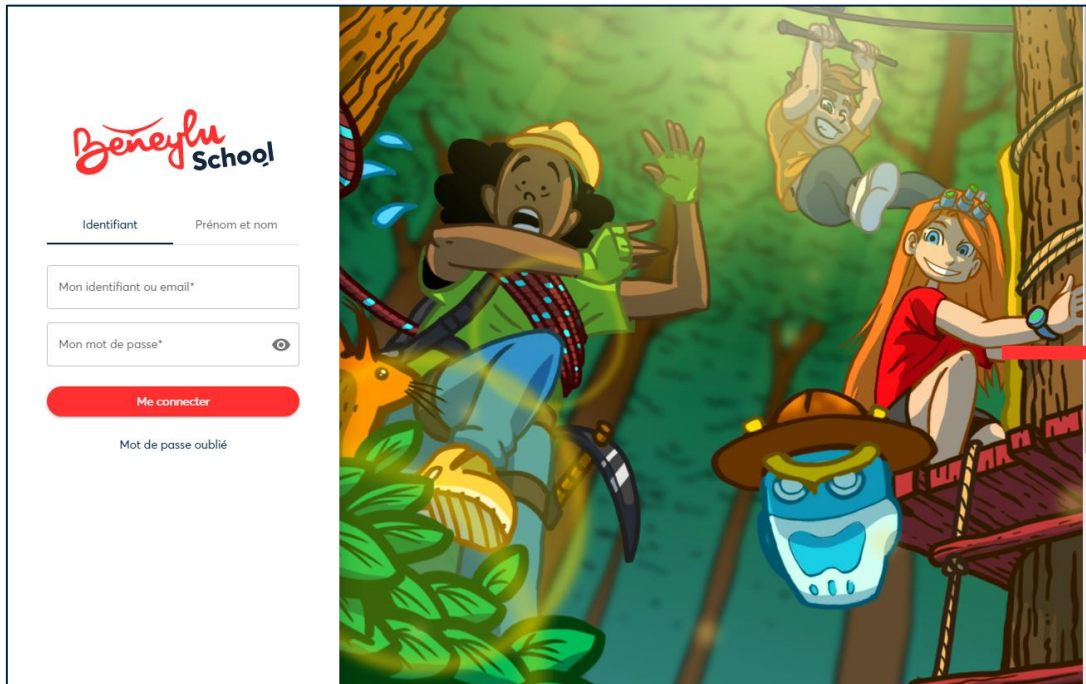 Beneylu
School
Identifiant Prénom et nom
Mon identifiant ou email*
Mon mot de passe*
Me connecter
Mot de passe oublié